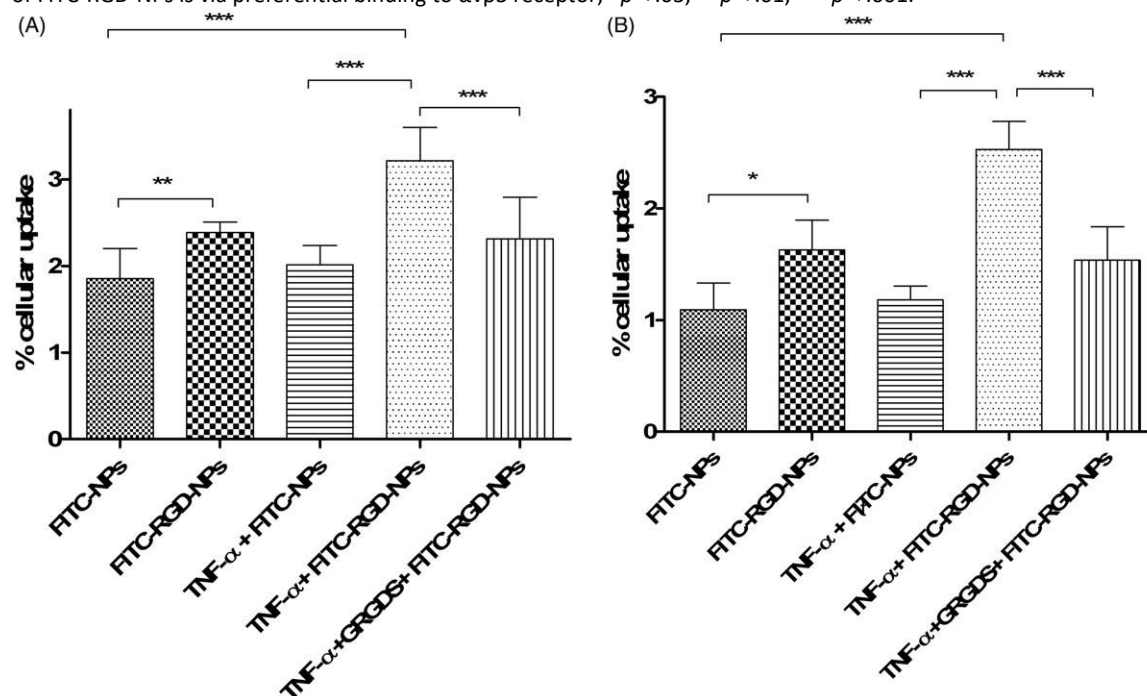 of FITC-RGD-NPs is via preferential binding to αvβ3 receptor, *p <.05, **p <.01, ***p <.001.
(A)
***
***
***
**
% cellular uptake
3
2
1
0
FITC-NPs
FITC-RGD-NPs
TNF-α + FITC-NPs
TNF-α + FITC-RGD-NPs
TNF-α+GRGDS+ FITC-RGD-NPs
(B)
***
***
***
*
% cellular uptake
3
2
1
0
FITC-NPs
FITC-RGD-NPs
TNF-α + FITC-NPs
TNF-α + FITC-RGD-NPs
TNF-α+GRGDS+ FITC-RGD-NPs